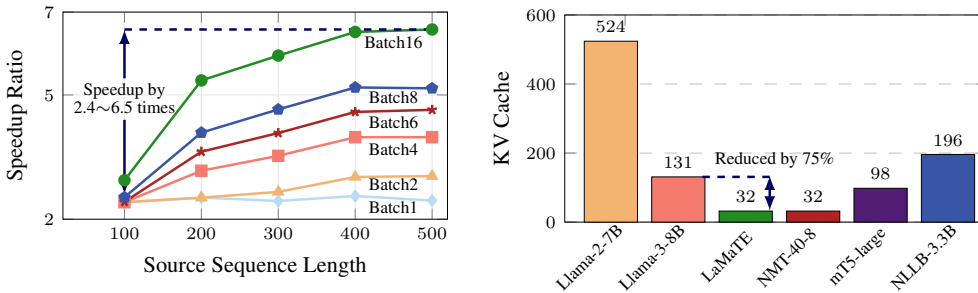 Speedup Ratio
7
5
2
Speedup by
2.4∼6.5 times
Batch16
Batch8
Batch6
Batch4
Batch2
Batch1
100 200 300 400 500
Source Sequence Length
KV Cache
600
400
200
0
524
131
32
32
98
196
Reduced by 75%
Llama-2-7B
Llama-3-8B
LaMaTE
NMT-40-8
mT5-large
NLLB-3.3B